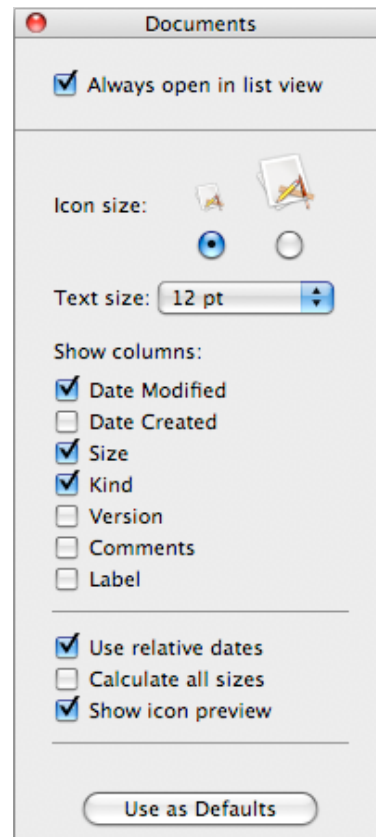 Documents
Always open in list view
Icon size:
Text size: 12 pt
Show columns:
Date Modified
Date Created
Size
Kind
Version
Comments
Label
Use relative dates
Calculate all sizes
Show icon preview
Use as Defaults